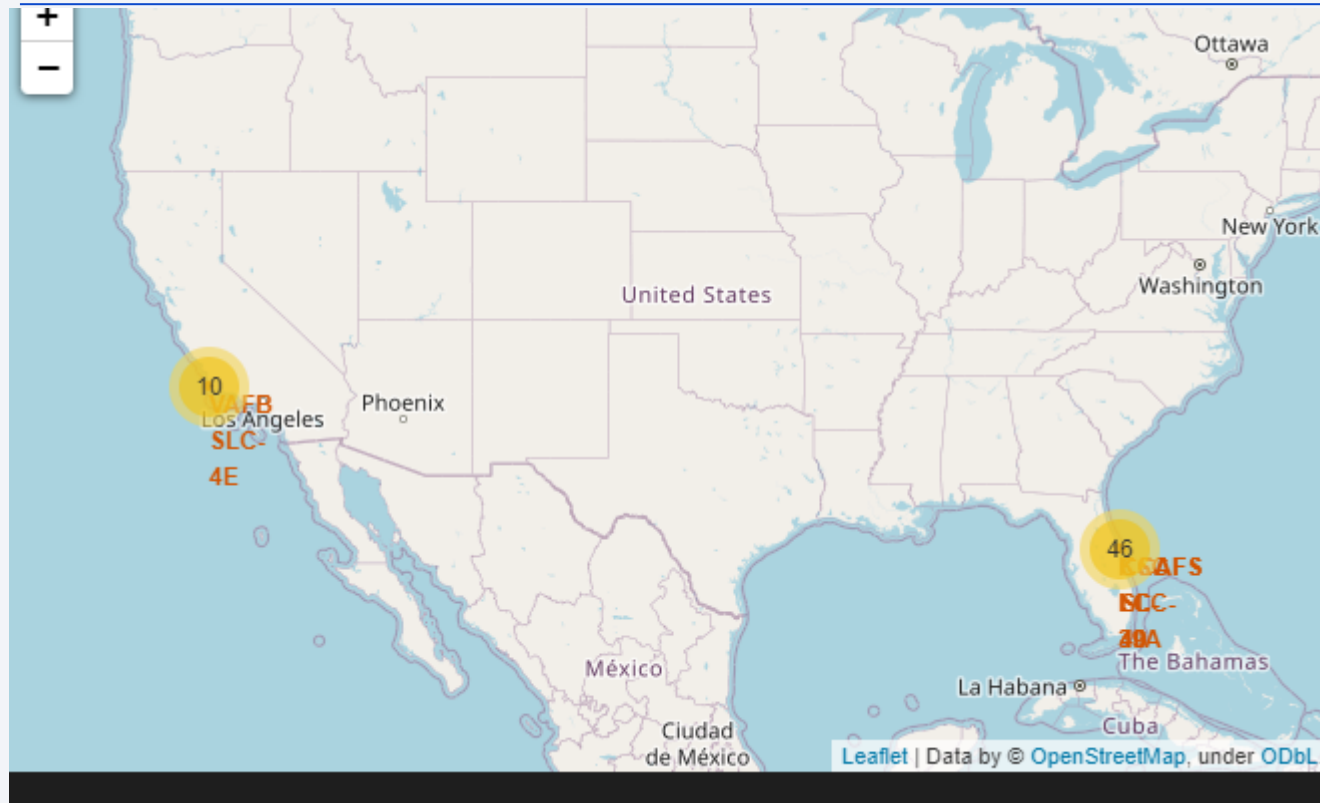 +
−
Ottawa
New York
Washington
United States
10
VAFB
Los Angeles
SLC-
4E
Phoenix
46
México
The Bahamas
La Habana
Cuba
Ciudad
de México
Leaflet | Data by © OpenStreetMap, under ODbL